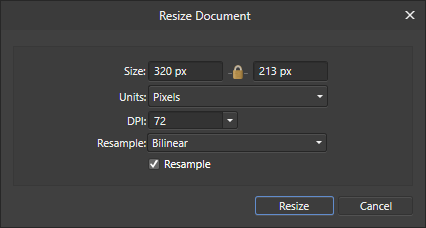 Resize Document
Size: 320 px 213 px
Units: Pixels
DPI: 72
Resample: Bilinear
Resample
Resize Cancel